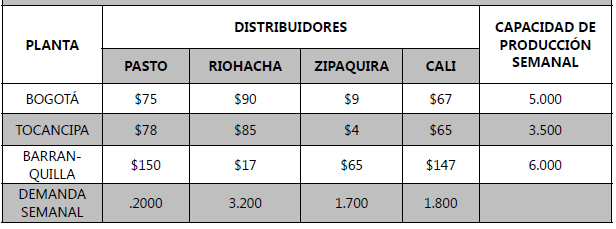 PLANTA DISTRIBUIDORES CAPACIDAD DE PRODUCCIÓN SEMANAL
PASTO RIOHACHA ZIPAQUIRA CALI
BOGOTÁ $75 $90 $9 $67 5.000
TOCANCIPA $78 $85 $4 $65 3.500
BARRAN-
QUILLA $150 $17 $65 $147 6.000
DEMANDA
SEMANAL .2000 3.200 1.700 1.800